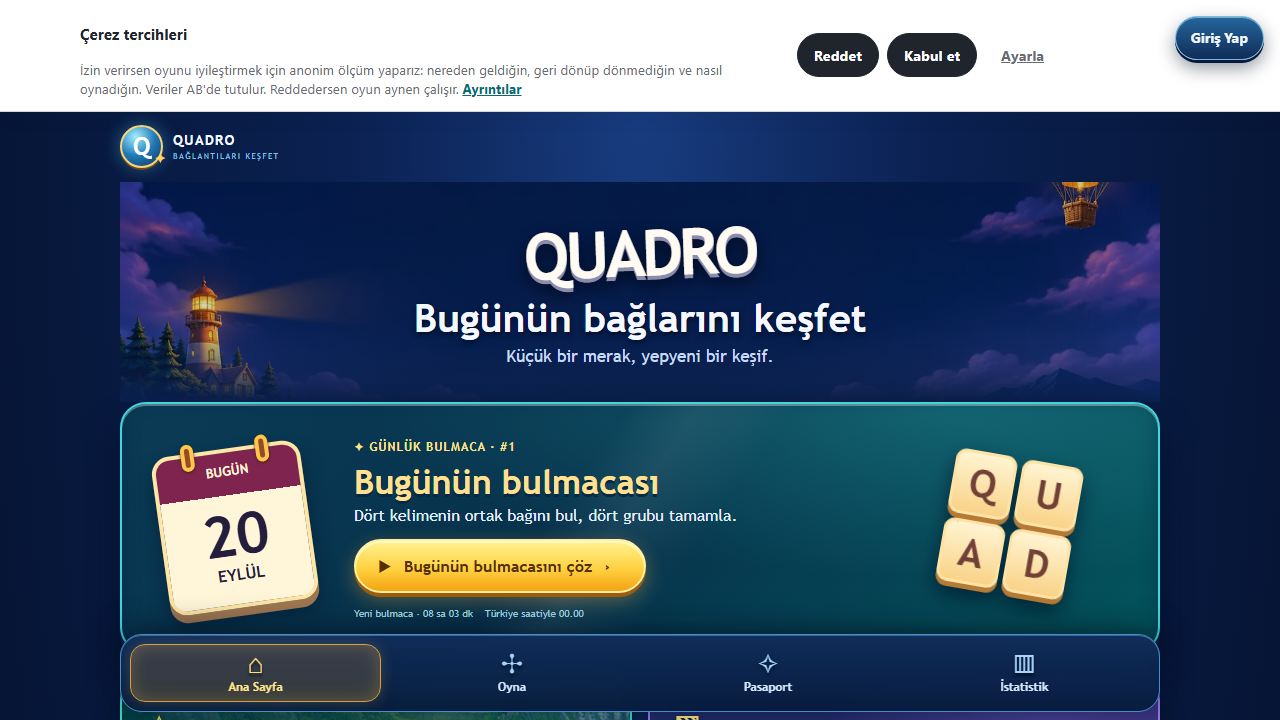 Çerez tercihleri
İzin verirsen oyunu iyileştirmek için anonim ölçüm yaparız: nereden geldiğin, geri dönüp dönmediğin ve nasıl
oynadığın. Veriler AB'de tutulur. Reddedersen oyun aynen çalışır. Ayrıntılar
Reddet
Kabul et
Ayarla
Giriş Yap
Q
QUADRO
BAĞLANTILARI KEŞFET
QUADRO
Bugünün bağlarını keşfet
Küçük bir merak, yepyeni bir keşif.
BUGÜN
20
EYLÜL
✦ GÜNLÜK BULMACA · #1
Bugünün bulmacası
Dört kelimenin ortak bağını bul, dört grubu tamamla.
▶ Bugünün bulmacasını çöz ›
Yeni bulmaca · 08 sa 03 dk Türkiye saatiyle 00.00
Q U
A D
Ana Sayfa
Oyna
Pasaport
İstatistik